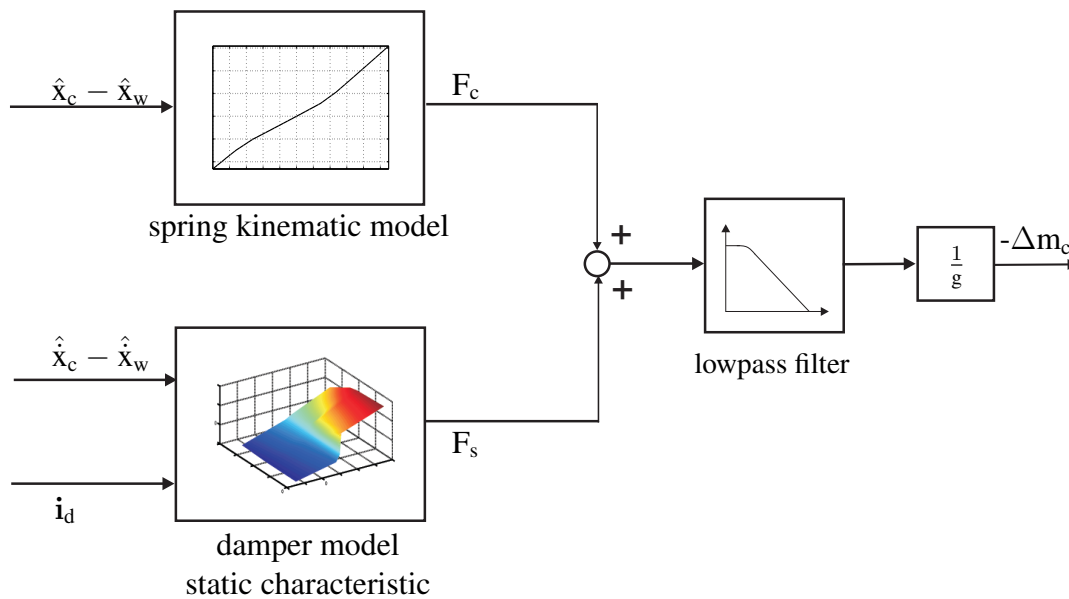 x̂c − x̂w
Fc
spring kinematic model
+
+
1/g
-Δmc
lowpass filter
ẋ̂c − ẋ̂w
Fs
id
damper model
static characteristic